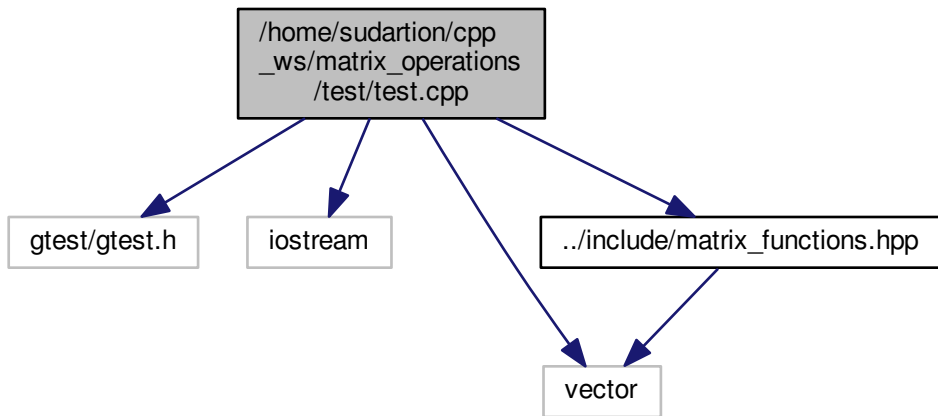 /home/sudartion/cpp
_ws/matrix_operations
/test/test.cpp
gtest/gtest.h
iostream
../include/matrix_functions.hpp
vector